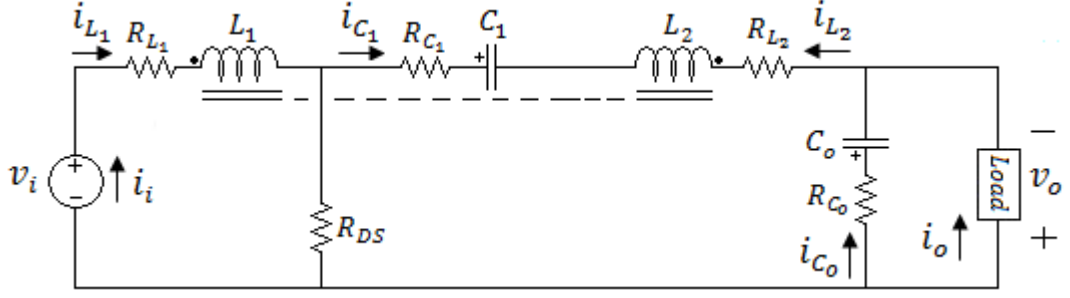 i_{L_1} R_{L_1} L_1 i_{C_1} R_{C_1} C_1 L_2 R_{L_2} i_{L_2}
+
v_i + − i_i R_{DS} C_o + R_{C_o} i_{C_o} i_o Load − v_o +